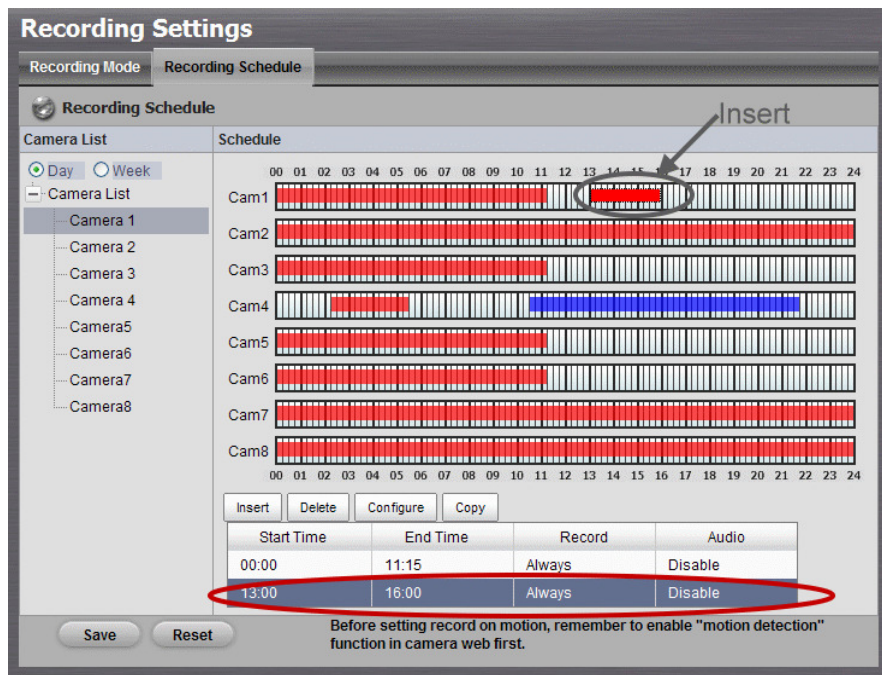 Recording Settings
Recording Mode Recording Schedule
Recording Schedule
Insert
Camera List Schedule
Day Week
Camera List
Camera 1
Camera 2
Camera 3
Camera 4
Camera5
Camera6
Camera7
Camera8
00 01 02 03 04 05 06 07 08 09 10 11 12 13 14 15 16 17 18 19 20 21 22 23 24
Cam1
Cam2
Cam3
Cam4
Cam5
Cam6
Cam7
Cam8
00 01 02 03 04 05 06 07 08 09 10 11 12 13 14 15 16 17 18 19 20 21 22 23 24
Insert Delete Configure Copy
Start Time End Time Record Audio
00:00 11:15 Always Disable
13:00 16:00 Always Disable
Save Reset
Before setting record on motion, remember to enable "motion detection"
function in camera web first.